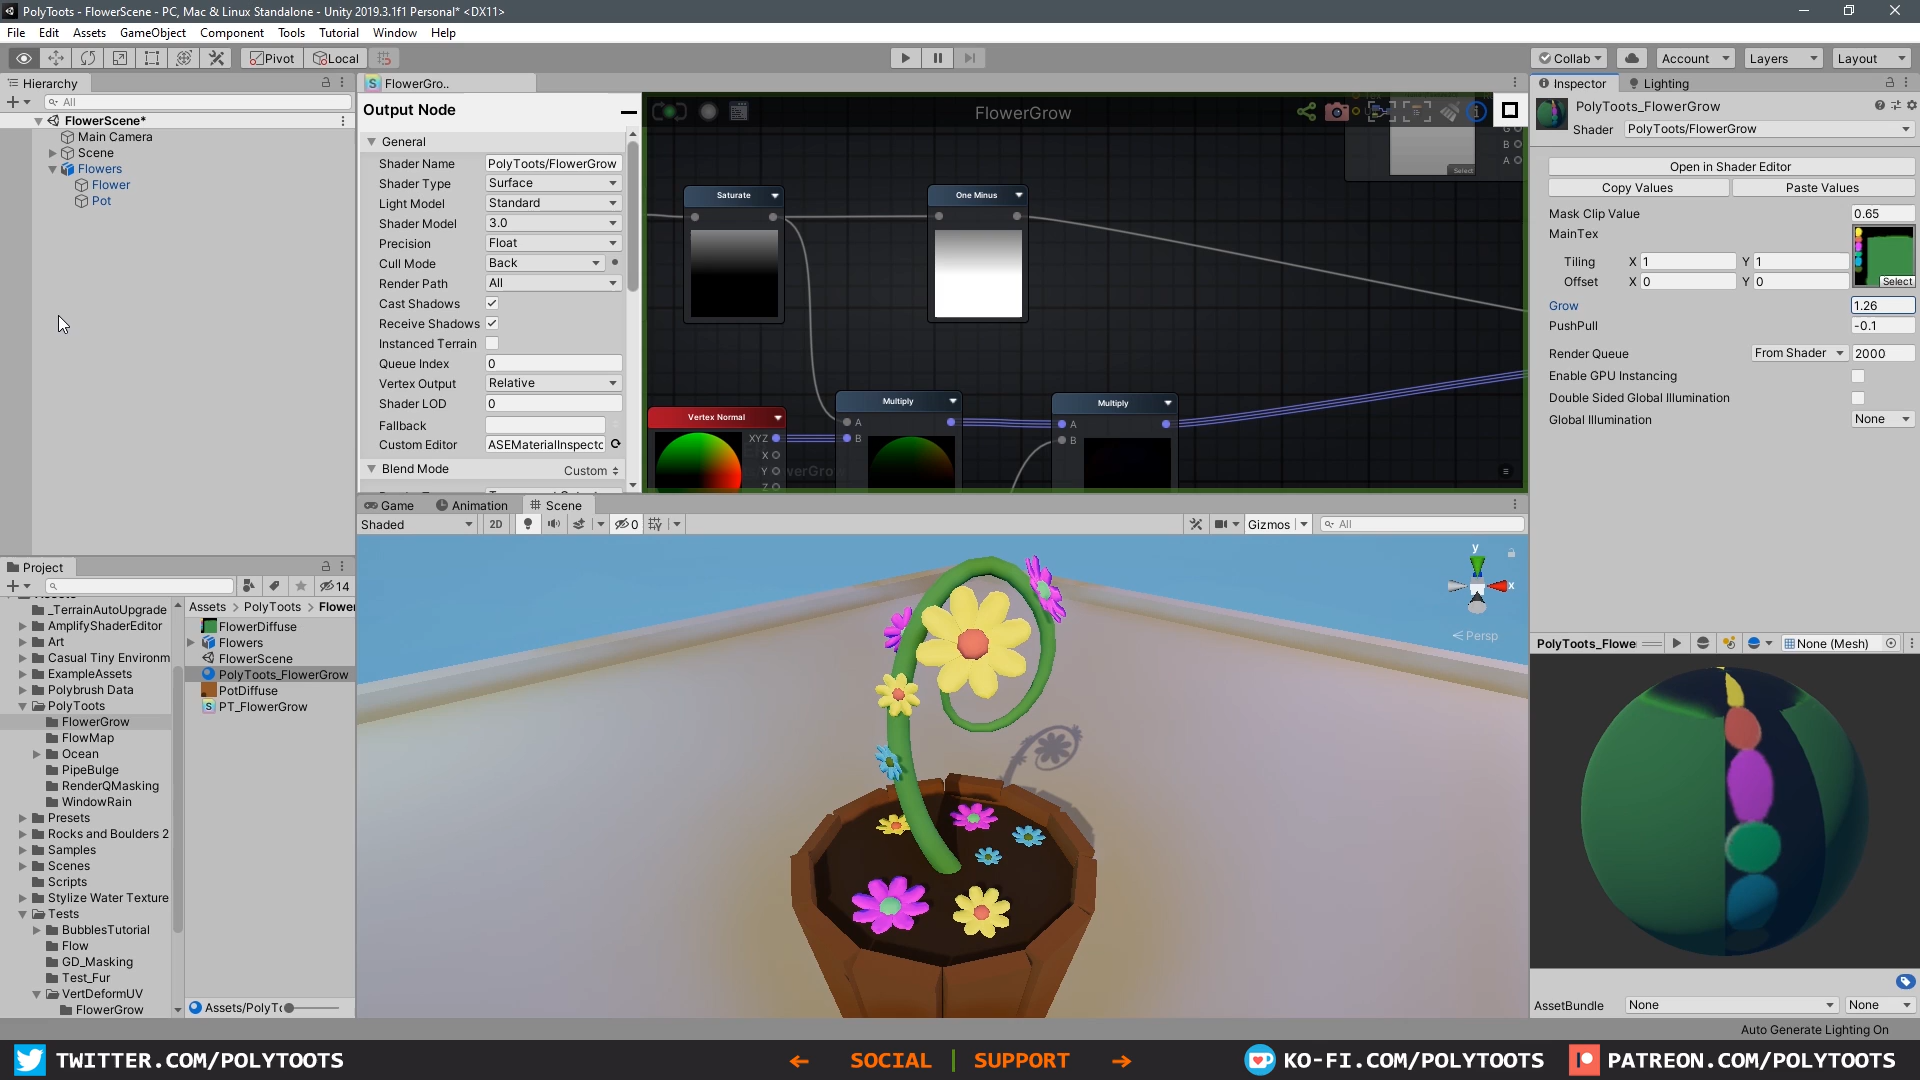 PolyToots - FlowerScene - PC, Mac & Linux Standalone - Unity 2019.3.1f1 Personal* <DX11>
File Edit Assets GameObject Component Tools Tutorial Window Help
Pivot Local
Collab Account Layers Layout
Hierarchy
All
FlowerScene*
Main Camera
Scene
Flowers
Flower
Pot
FlowerGro..
Output Node
General
Shader Name PolyToots/FlowerGrow
Shader Type Surface
Light Model Standard
Shader Model 3.0
Precision Float
Cull Mode Back
Render Path All
Cast Shadows
Receive Shadows
Instanced Terrain
Queue Index 0
Vertex Output Relative
Shader LOD 0
Fallback
Custom Editor ASEMaterialInspecto
Blend Mode Custom
FlowerGrow
Select
B
A
Saturate
One Minus
Vertex Normal
XYZ
X
Y
Z
Multiply
A
B
Multiply
A
B
Inspector Lighting
PolyToots_FlowerGrow
Shader PolyToots/FlowerGrow
Open in Shader Editor
Copy Values Paste Values
Mask Clip Value 0.65
MainTex
Tiling X 1 Y 1
Offset X 0 Y 0
Select
Grow 1.26
PushPull -0.1
Render Queue From Shader 2000
Enable GPU Instancing
Double Sided Global Illumination
Global Illumination None
Game Animation Scene
Shaded 2D 0 Gizmos All
y
x
Persp
Project
14
_TerrainAutoUpgrade
AmplifyShaderEditor
Art
Casual Tiny Environm
ExampleAssets
Polybrush Data
PolyToots
FlowerGrow
FlowMap
Ocean
PipeBulge
RenderQMasking
WindowRain
Presets
Rocks and Boulders 2
Samples
Scenes
Scripts
Stylize Water Texture
Tests
BubblesTutorial
Flow
GD_Masking
Test_Fur
VertDeformUV
FlowerGrow
Assets > PolyToots > Flower
FlowerDiffuse
Flowers
FlowerScene
PolyToots_FlowerGrow
PotDiffuse
PT_FlowerGrow
Assets/PolyT
PolyToots_Flowe None (Mesh)
AssetBundle None None
Auto Generate Lighting On
TWITTER.COM/POLYTOOTS
← SOCIAL | SUPPORT →
KO-FI.COM/POLYTOOTS
PATREON.COM/POLYTOOTS